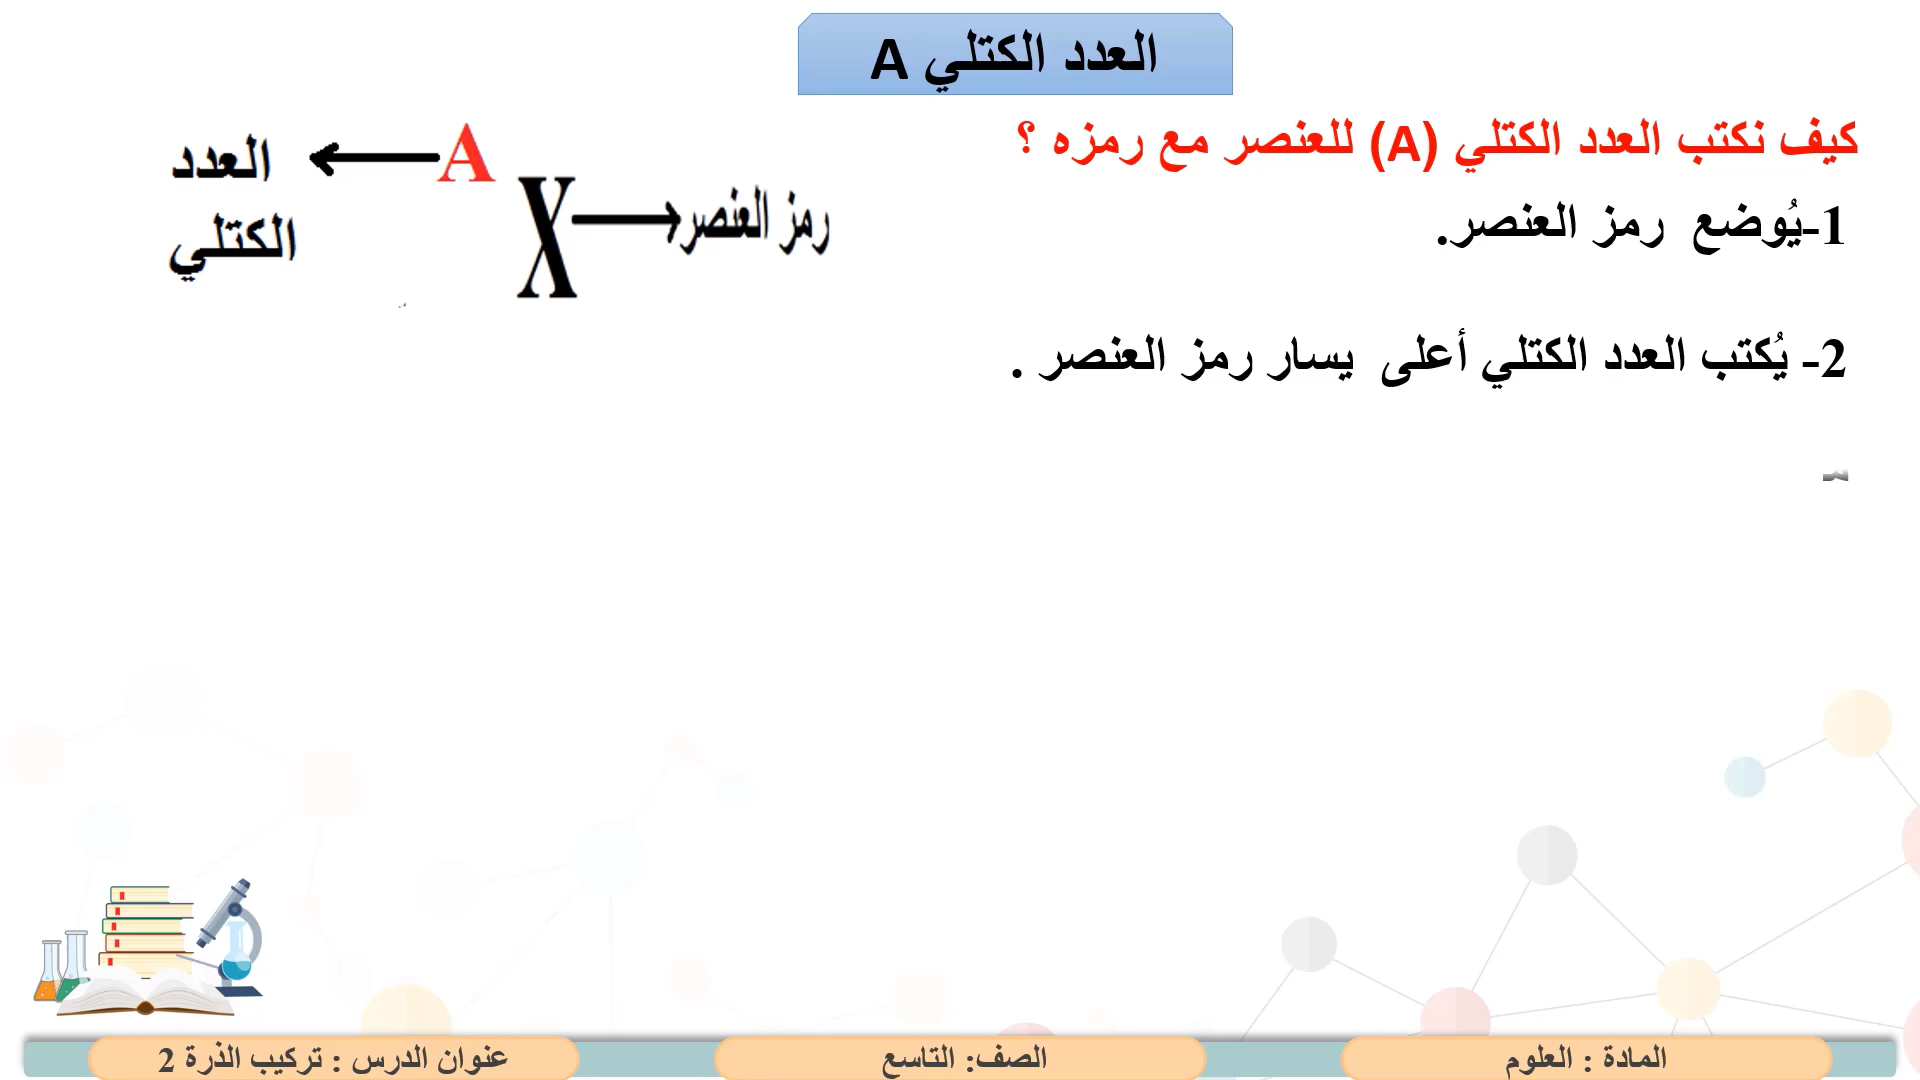 العدد الكتلي A
كيف نكتب العدد الكتلي (A) للعنصر مع رمزه ؟
1-يُوضع رمز العنصر.
2- يُكتب العدد الكتلي أعلى يسار رمز العنصر .
A
العدد
الكتلي
X
رمز العنصر
المادة : العلوم
الصف: التاسع
عنوان الدرس : تركيب الذرة 2